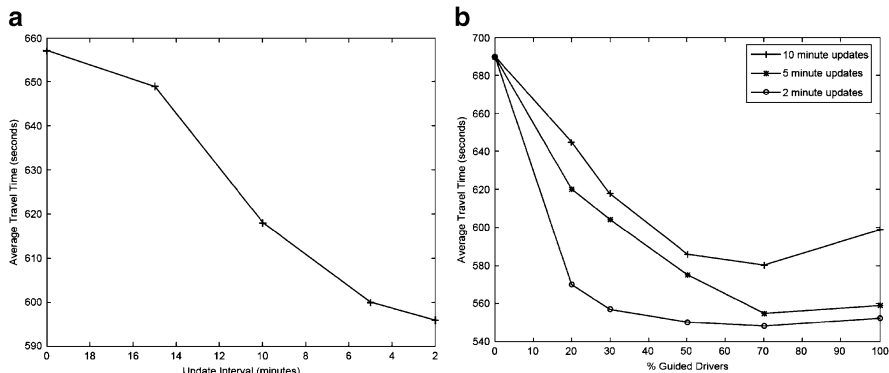 a
660
650
640
630
620
610
600
590
Average Travel Time (seconds)
0 18 16 14 12 10 8 6 4 2
Update Interval (minutes)
b
700
680
660
640
620
600
580
560
540
Average Travel Time (seconds)
0 10 20 30 40 50 60 70 80 90 100
% Guided Drivers
10 minute updates
5 minute updates
2 minute updates